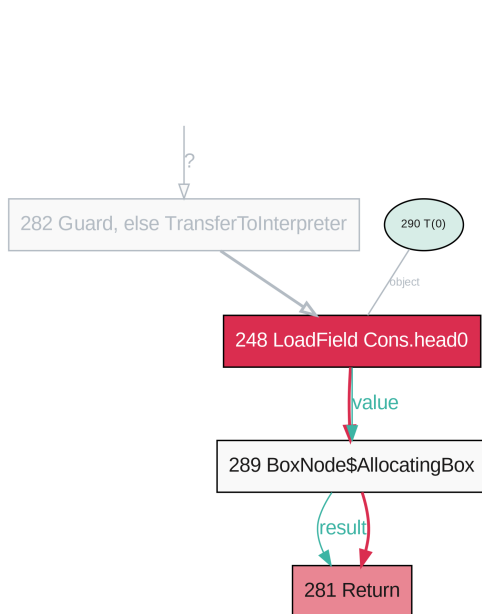 ?
282 Guard, else TransferToInterpreter
290 T(0)
object
248 LoadField Cons.head0
value
289 BoxNode$AllocatingBox
result
281 Return